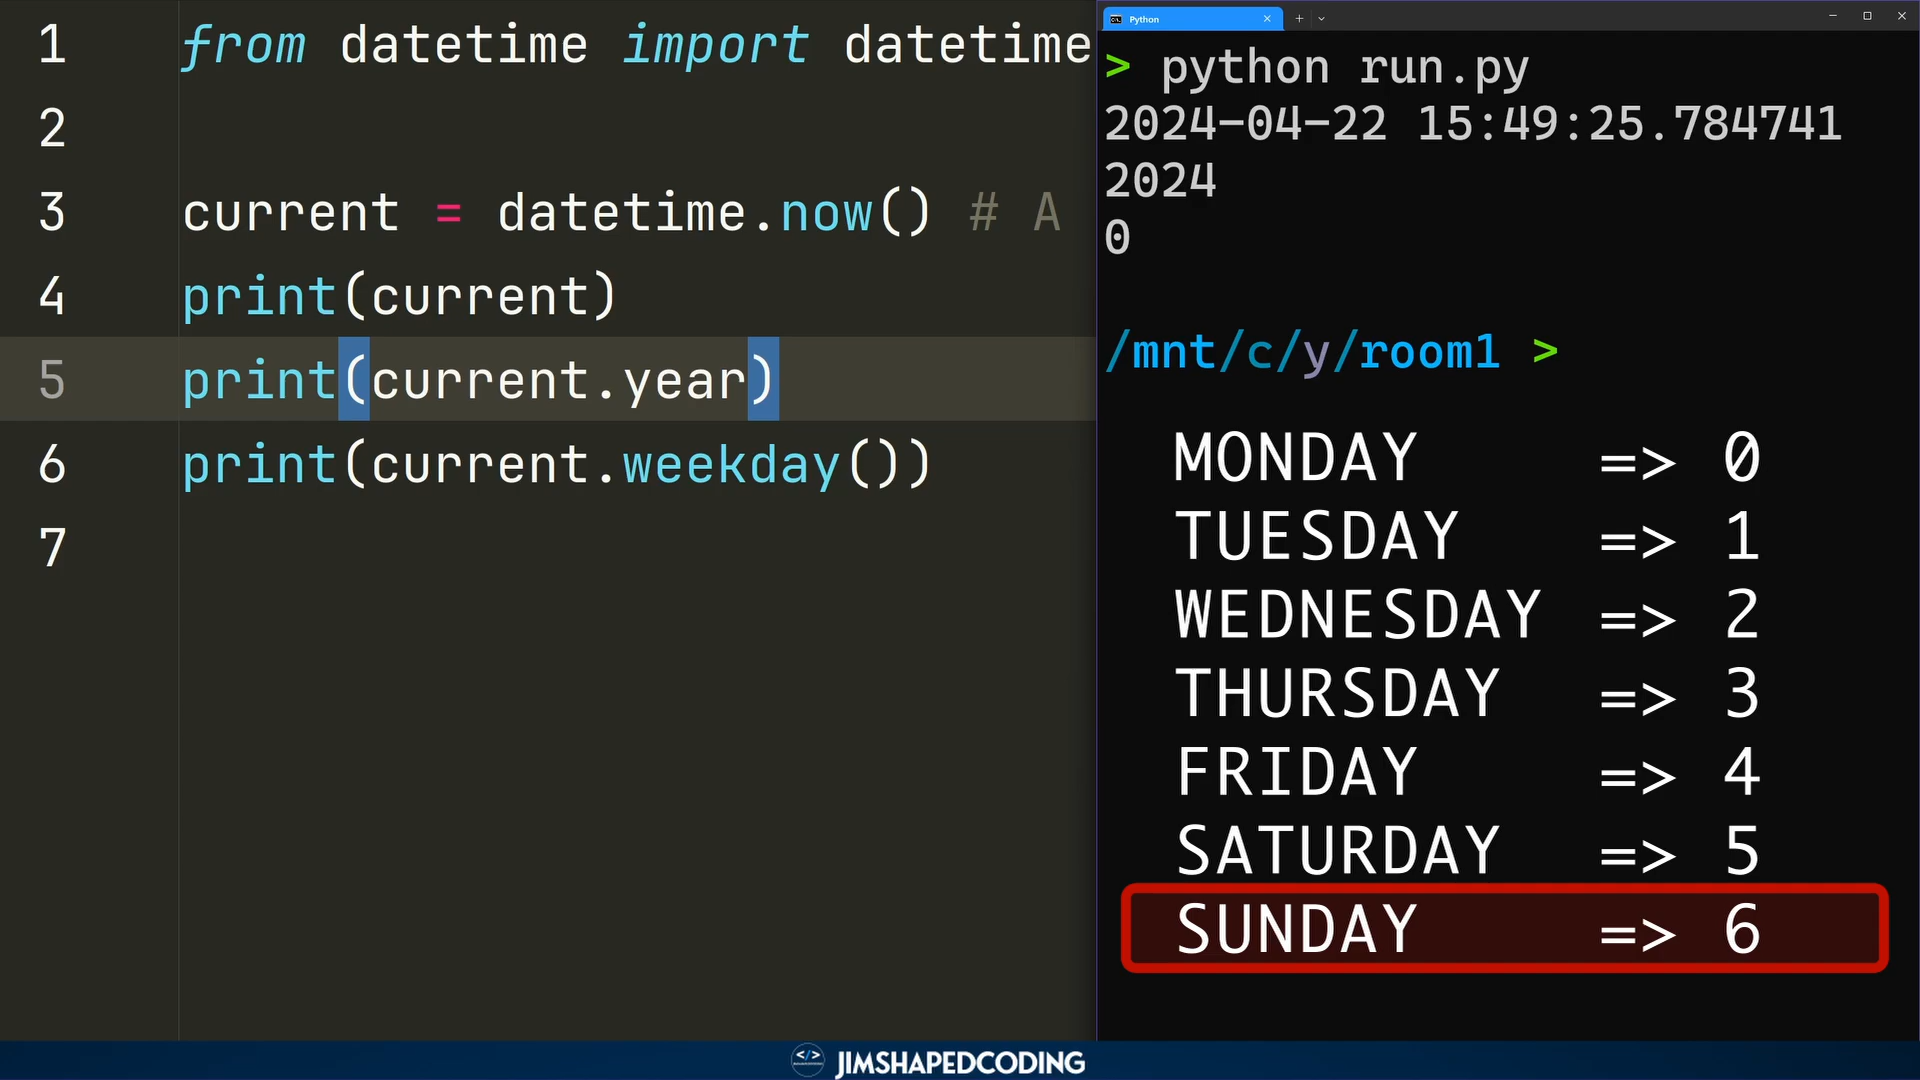 1 from datetime import datetime
2
3 current = datetime.now() # A
4 print(current)
5 print(current.year)
6 print(current.weekday())
7
Python
> python run.py
2024-04-22 15:49:25.784741
2024
0
/mnt/c/y/room1 >
MONDAY => 0
TUESDAY => 1
WEDNESDAY => 2
THURSDAY => 3
FRIDAY => 4
SATURDAY => 5
SUNDAY => 6
</> JIMSHAPEDCODING